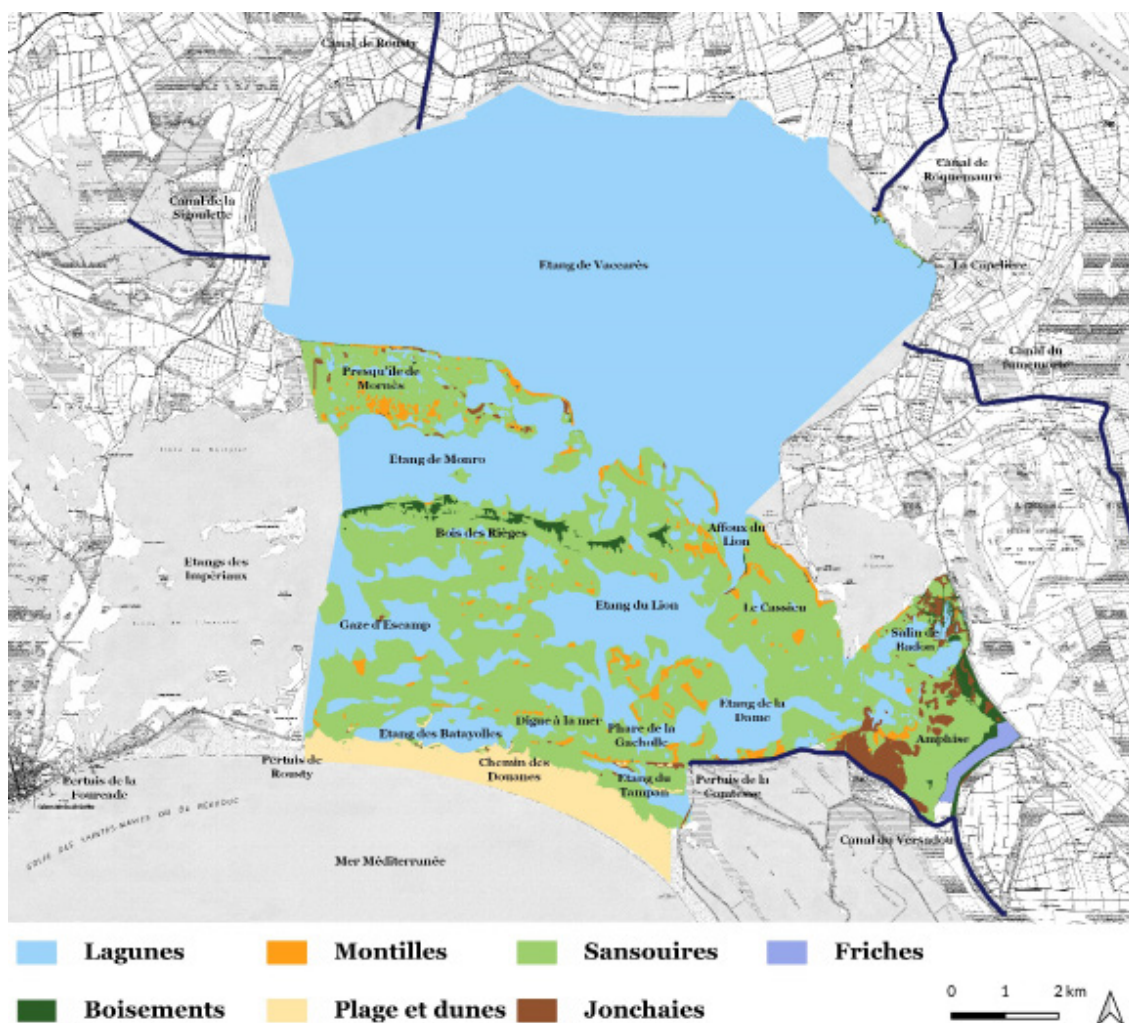 Canal de Rousty
Canal de
Roquemaure
Canal de la
Sigoulette
Etang de Vaccarès
La Capelière
Canal du
Presqu'île de
Mornès
Etang de Monro
Bois des Rièges
Affoux du
Lion
Etangs des
Impériaux
Etang du Lion
Le Cassieu
Gaze d'Escamp
Salin de
Badon
Etang de la
Dame
Digue à la mer
Phare de la
Gacholle
Amphise
Etang des Batayolles
Pertuis de
Rousty
Chemin des
Douanes
Etang du
Tampan
Pertuis de la
Comtesse
Pertuis de la
Fourcade
Canal du Versadou
Mer Méditerranée
Lagunes
Montilles
Sansouires
Friches
Boisements
Plage et dunes
Jonchaies
0 1 2 km